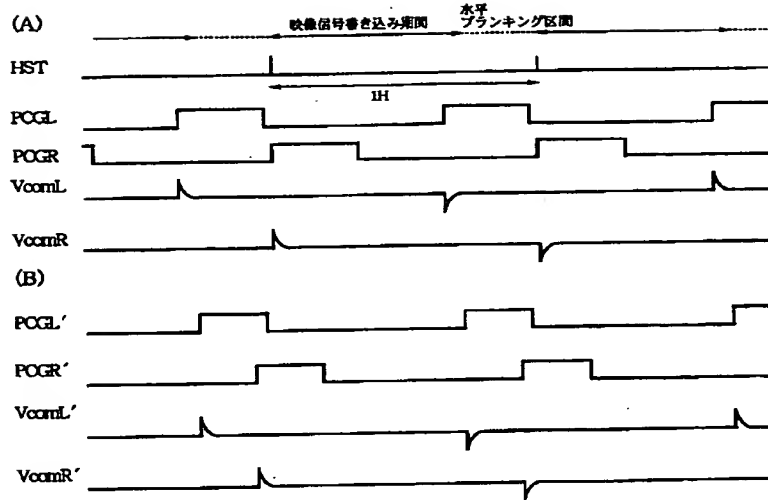 (A)
映像信号書き込み期間
水平
ブランキング区間
HST
1H
PCGL
PCGR
VcomL
VcomR
(B)
PCGL′
PCGR′
VcomL′
VcomR′